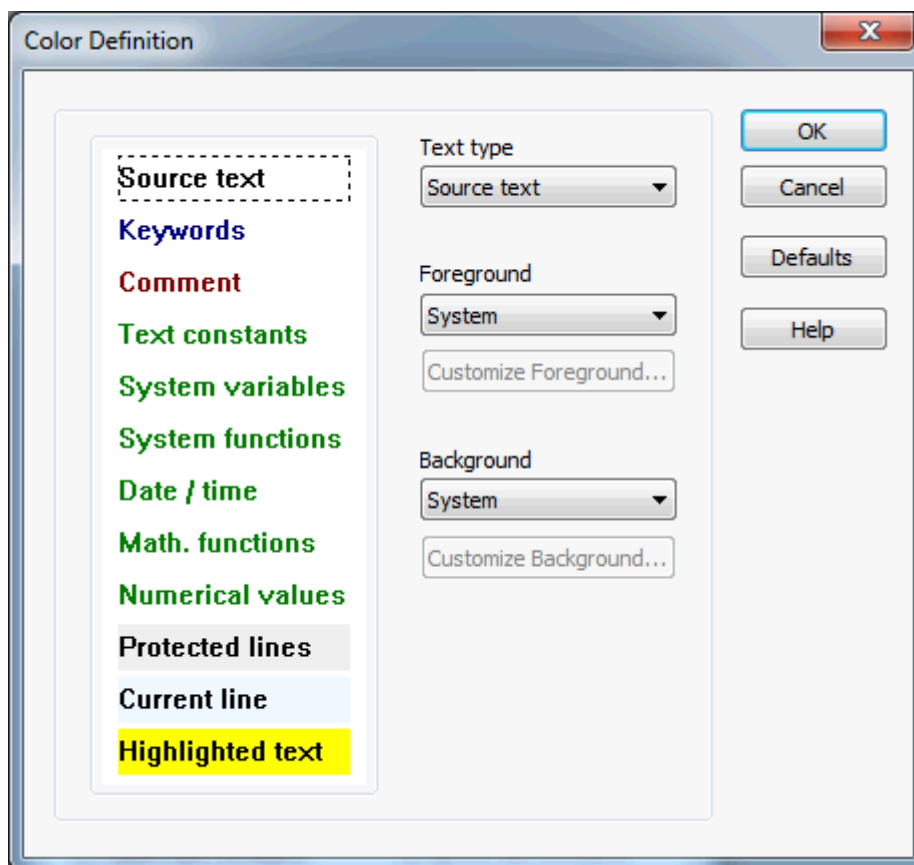 Color Definition
Source text
Keywords
Comment
Text constants
System variables
System functions
Date / time
Math. functions
Numerical values
Protected lines
Current line
Highlighted text
Text type
Source text
Foreground
System
Customize Foreground...
Background
System
Customize Background...
OK
Cancel
Defaults
Help